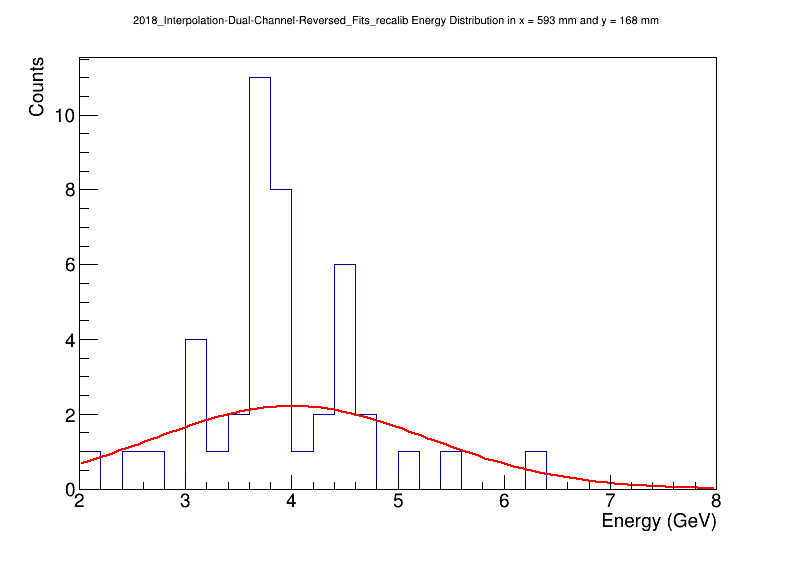 2018_Interpolation-Dual-Channel-Reversed_Fits_recalib Energy Distribution in x = 593 mm and y = 168 mm
Counts
10
8
6
4
2
0
2 3 4 5 6 7 8
Energy (GeV)